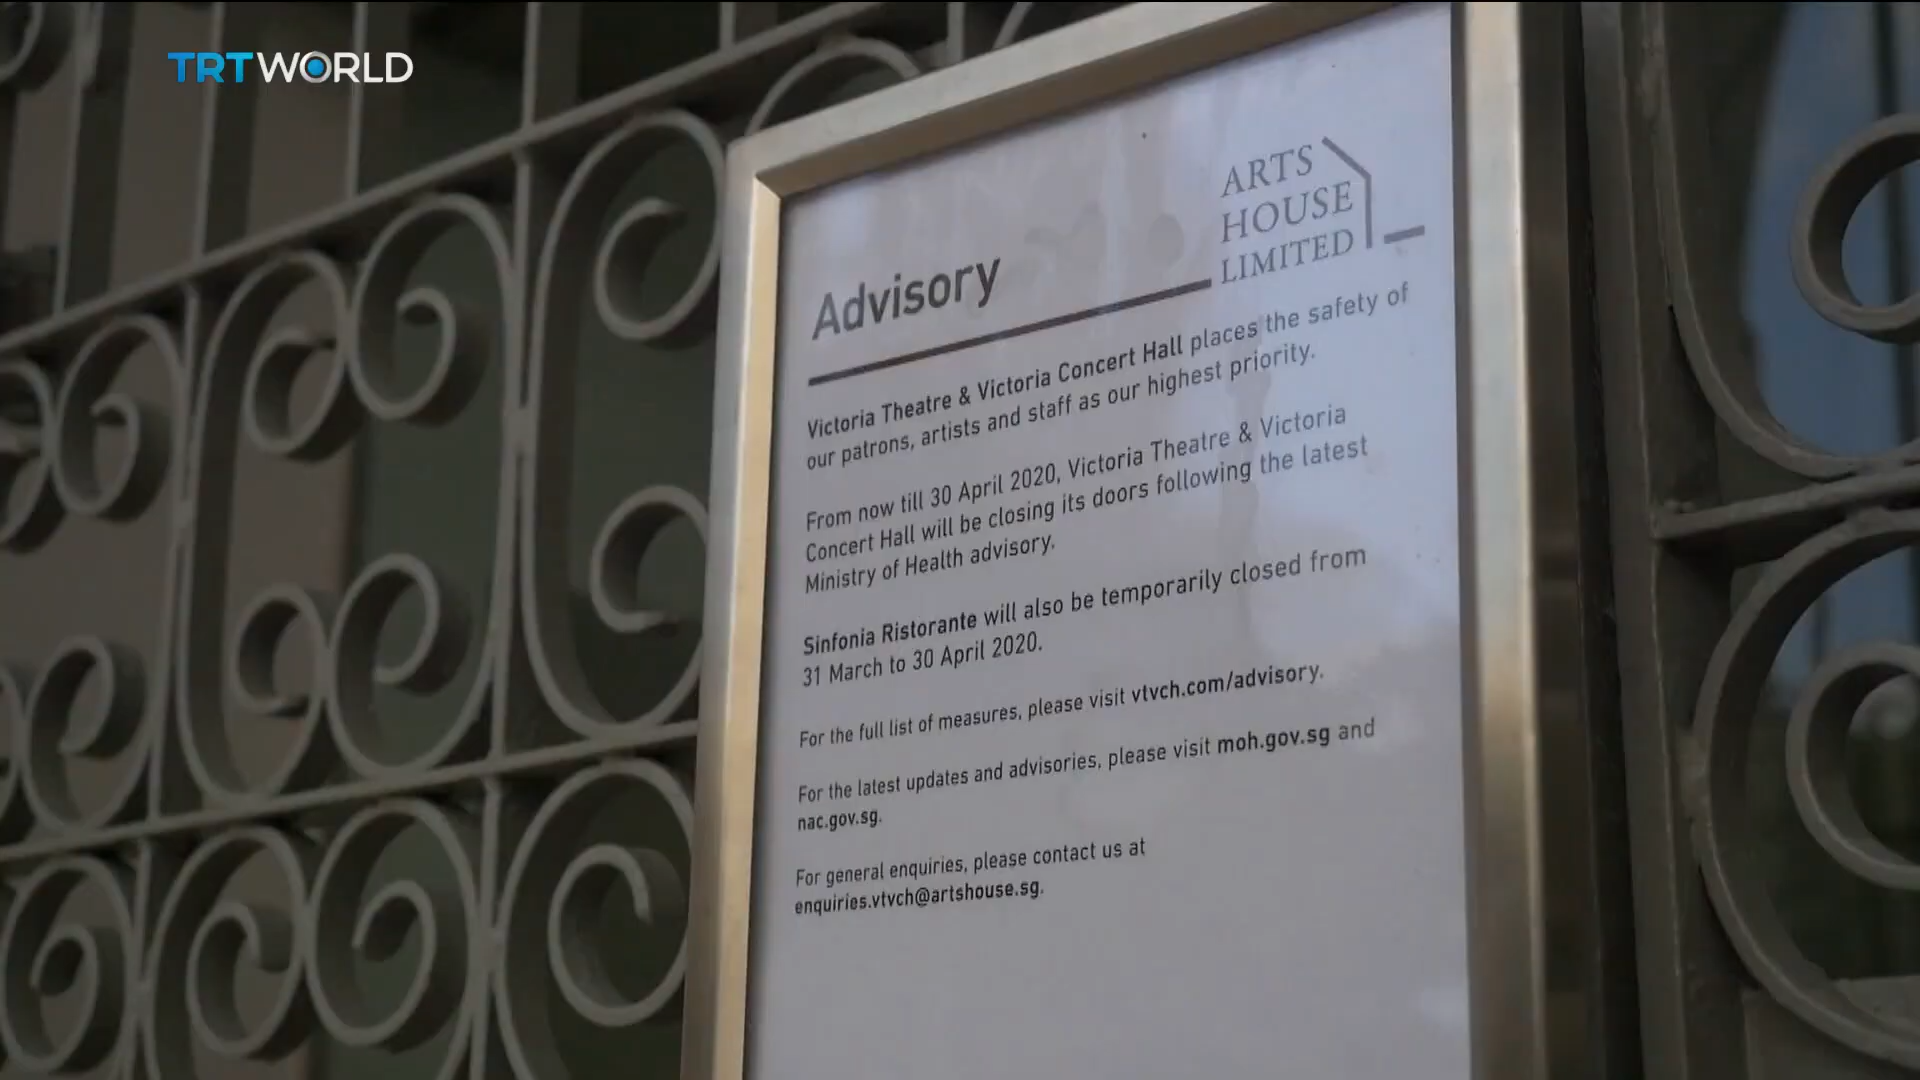 TRT WORLD
ARTS
HOUSE
LIMITED
Advisory
Victoria Theatre & Victoria Concert Hall places the safety of
our patrons, artists and staff as our highest priority.
From now till 30 April 2020, Victoria Theatre & Victoria
Concert Hall will be closing its doors following the latest
Ministry of Health advisory.
Sinfonia Ristorante will also be temporarily closed from
31 March to 30 April 2020.
For the full list of measures, please visit vtvch.com/advisory.
For the latest updates and advisories, please visit moh.gov.sg and
nac.gov.sg.
For general enquiries, please contact us at
enquiries.vtvch@artshouse.sg.